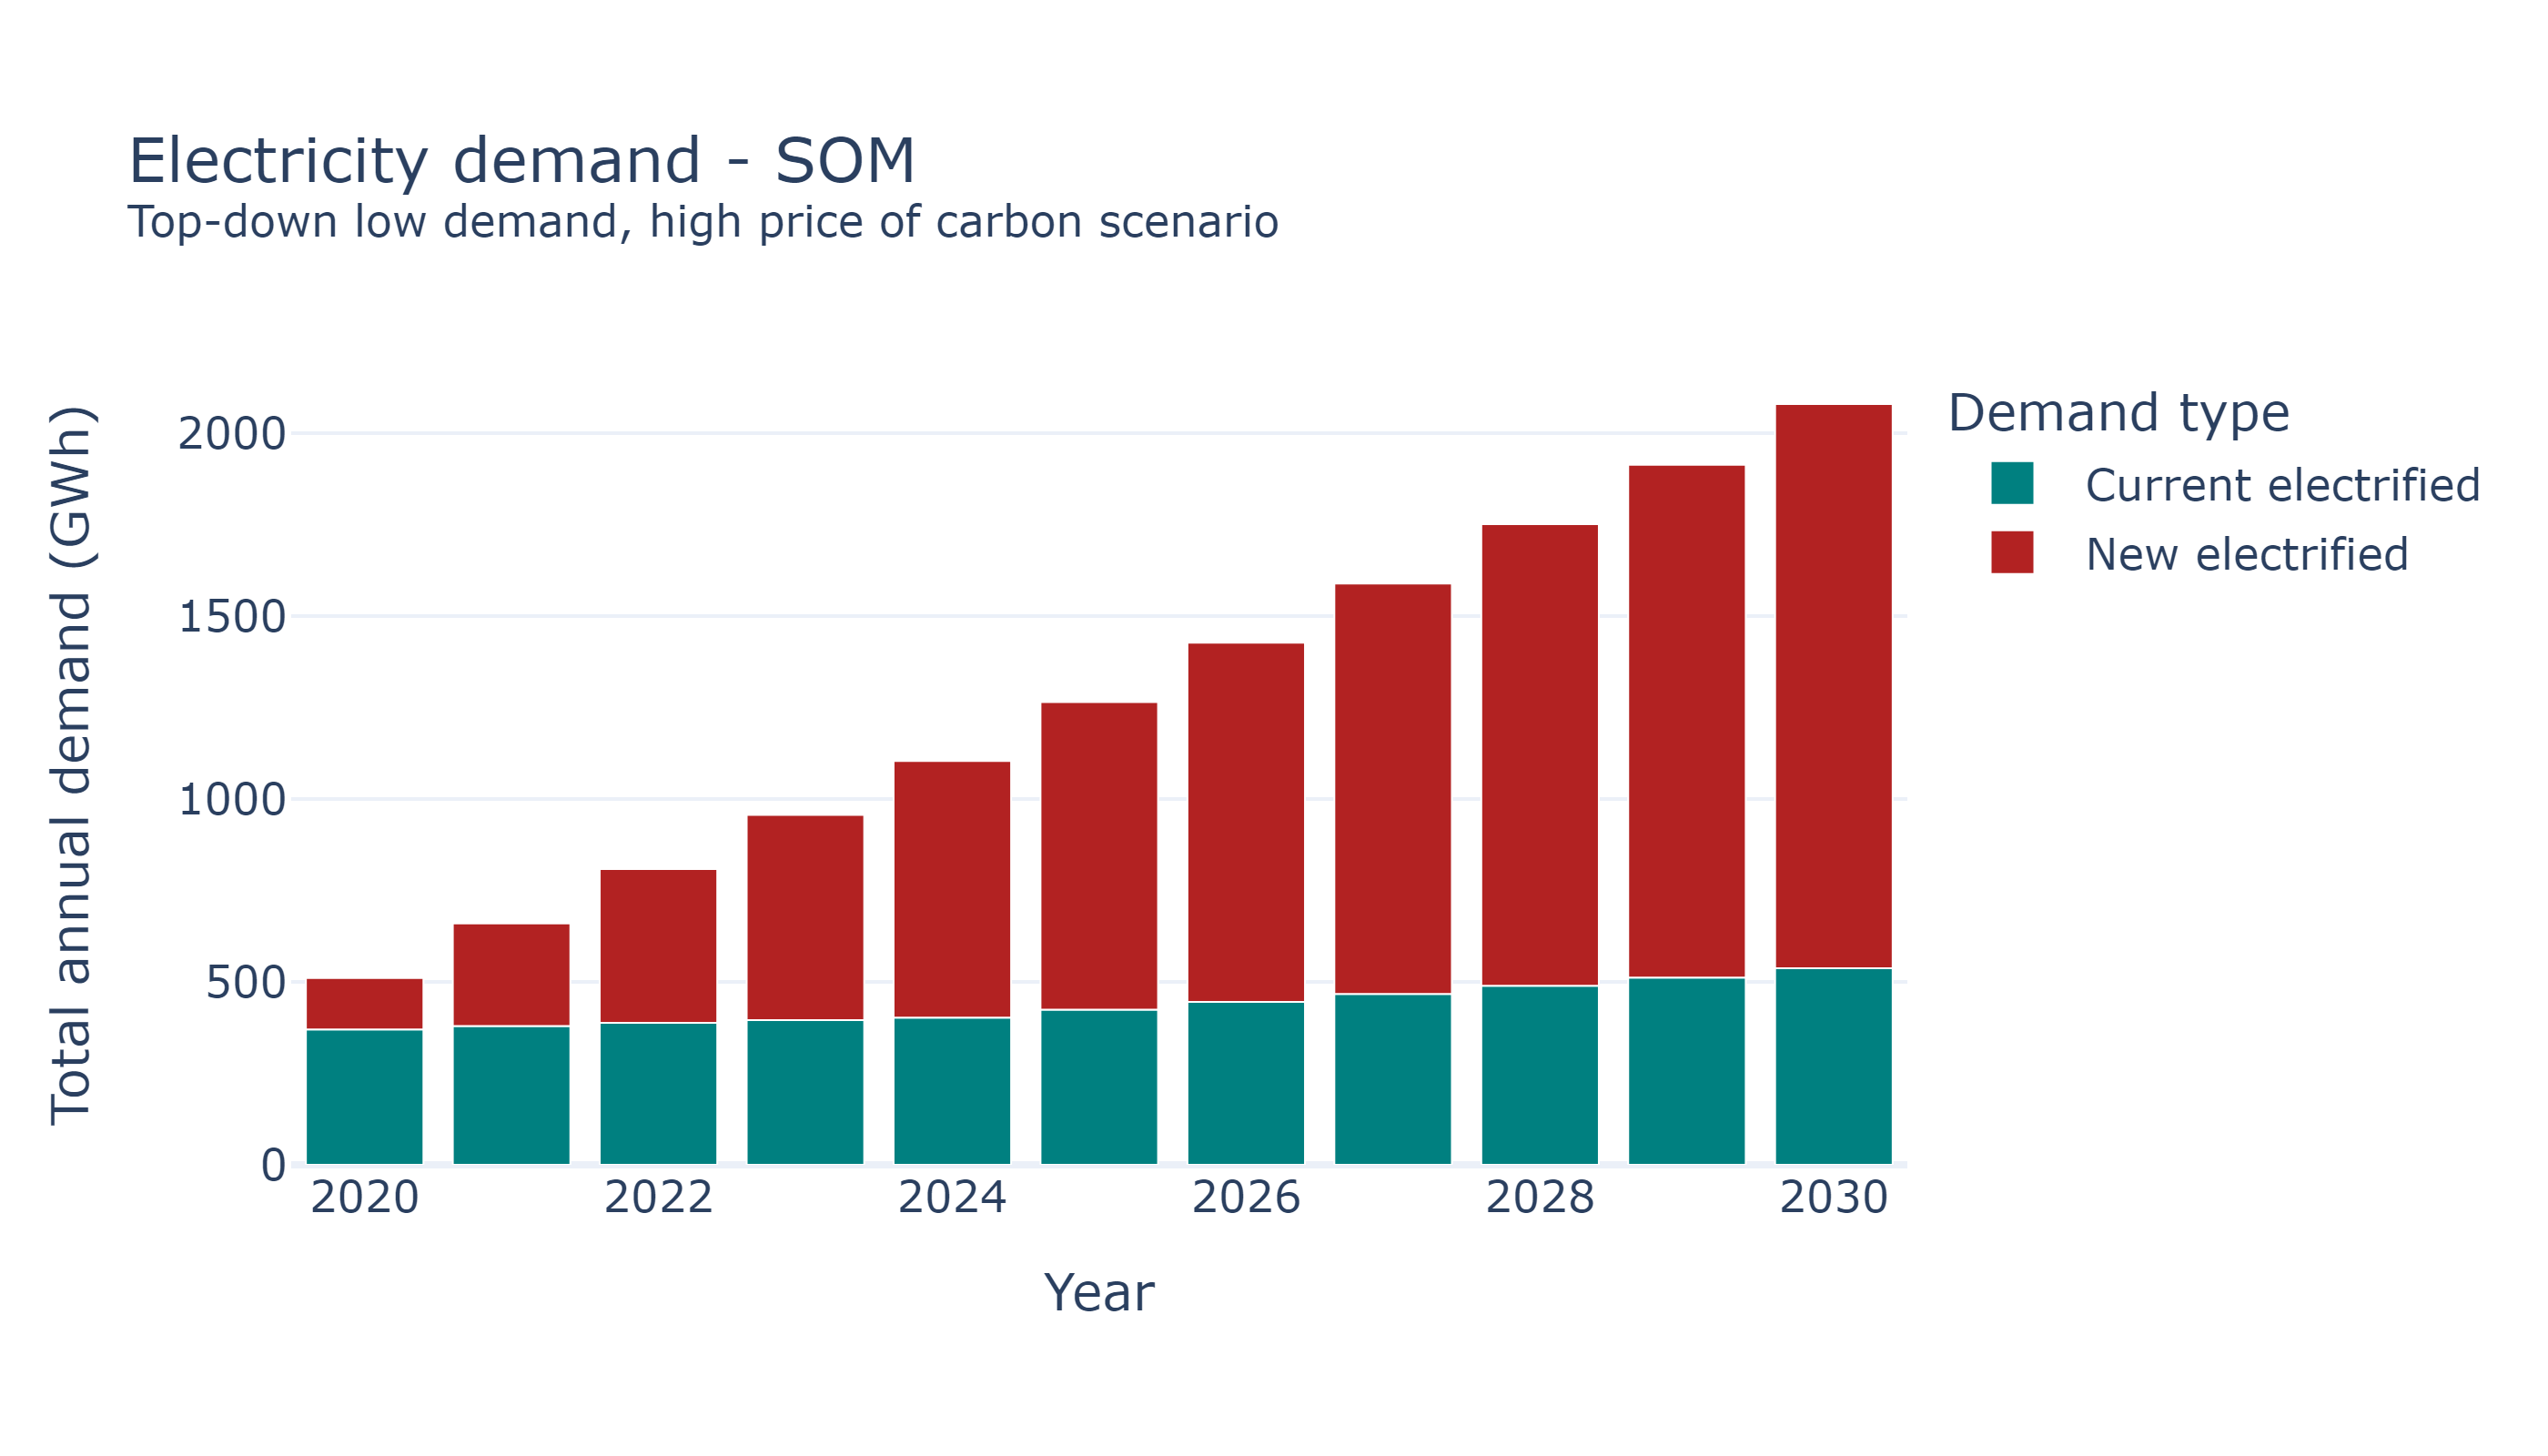 Electricity demand - SOM
Top-down low demand, high price of carbon scenario
Total annual demand (GWh)
2000
1500
1000
500
0
2020
2022
2024
2026
2028
2030
Year
Demand type
Current electrified
New electrified